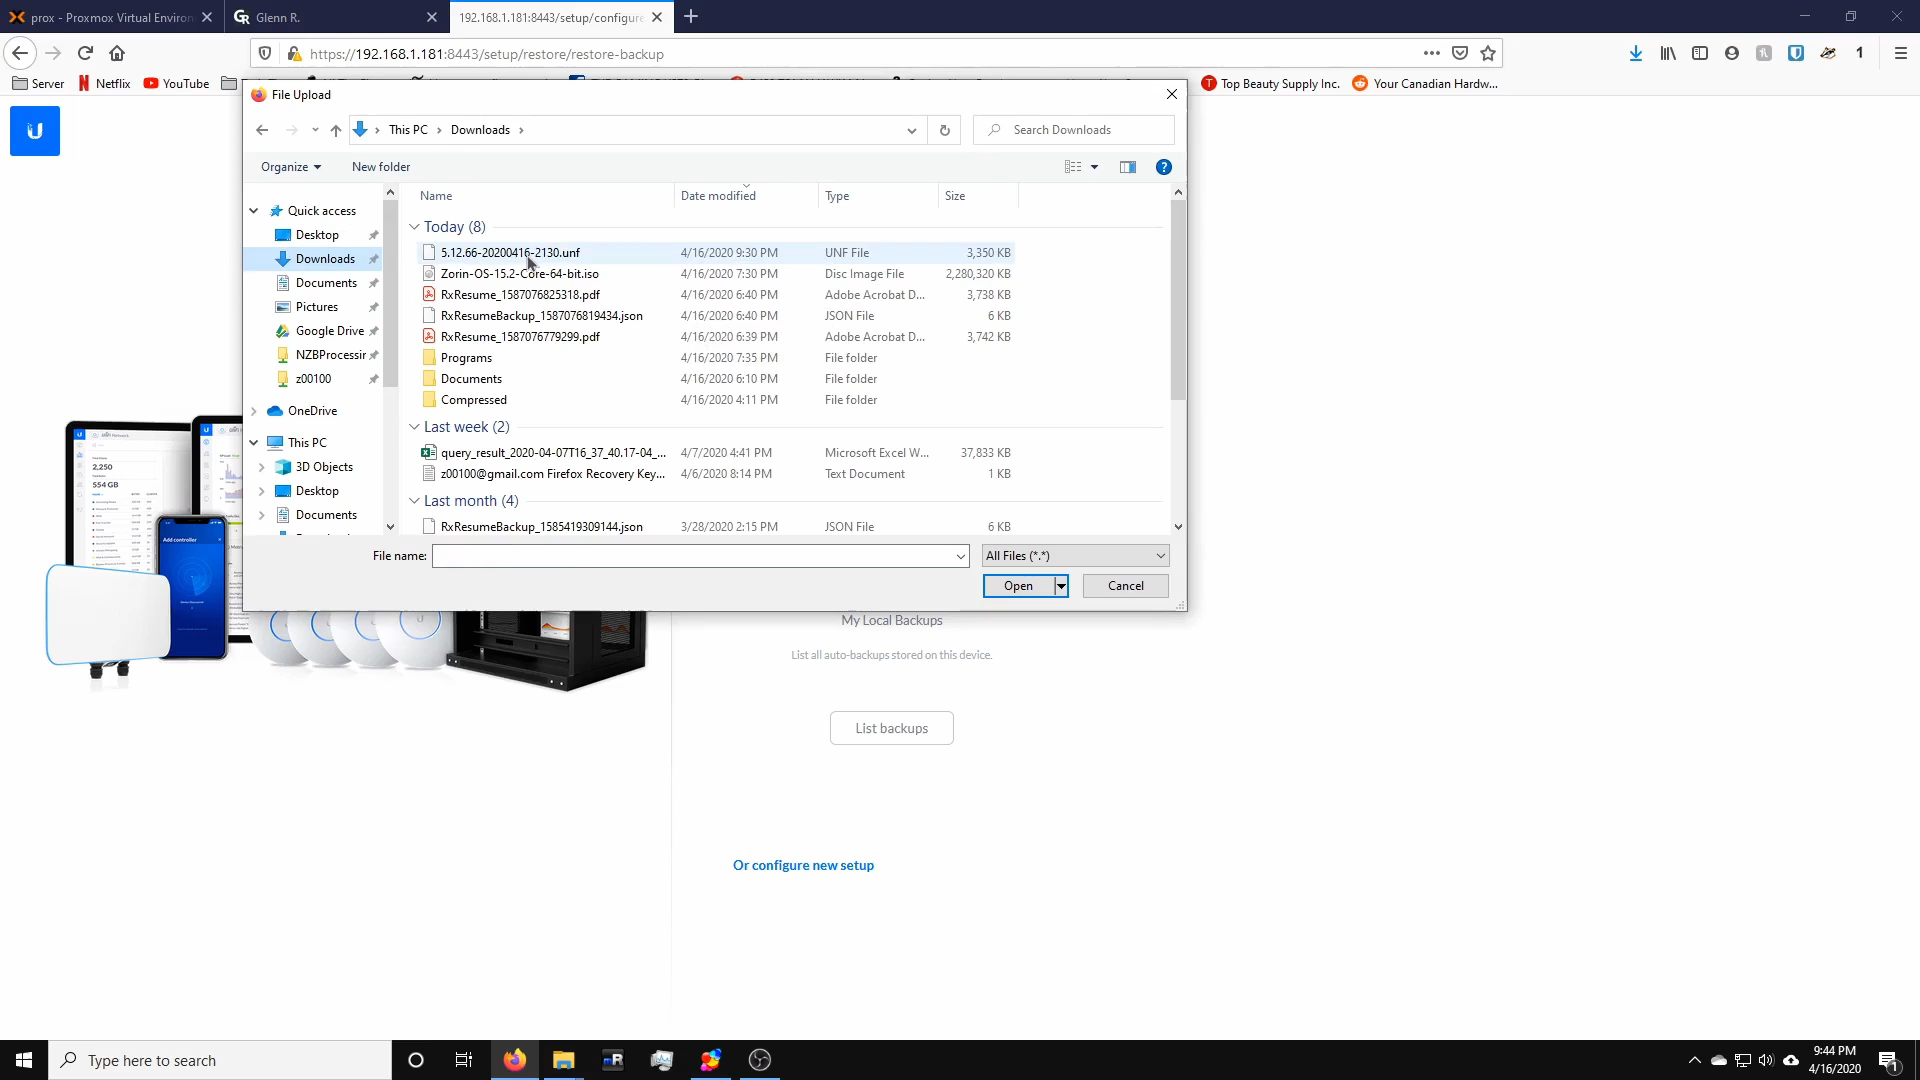 prox - Proxmox Virtual Environ
Glenn R.
192.168.1.181:8443/setup/configure
https://192.168.1.181:8443/setup/restore/restore-backup
1
Server
Netflix
YouTube
Top Beauty Supply Inc.
Your Canadian Hardw...
File Upload
This PC > Downloads >
Search Downloads
Organize
New folder
Name Date modified Type Size
Quick access
Desktop
Downloads
Documents
Pictures
Google Drive
NZBProcessin
z00100
OneDrive
This PC
3D Objects
Desktop
Documents
Today (8)
5.12.66-20200416-2130.unf 4/16/2020 9:30 PM UNF File 3,350 KB
Zorin-OS-15.2-Core-64-bit.iso 4/16/2020 7:30 PM Disc Image File 2,280,320 KB
RxResume_1587076825318.pdf 4/16/2020 6:40 PM Adobe Acrobat D... 3,738 KB
RxResumeBackup_1587076819434.json 4/16/2020 6:40 PM JSON File 6 KB
RxResume_1587076779299.pdf 4/16/2020 6:39 PM Adobe Acrobat D... 3,742 KB
Programs 4/16/2020 7:35 PM File folder
Documents 4/16/2020 6:10 PM File folder
Compressed 4/16/2020 4:11 PM File folder
Last week (2)
query_result_2020-04-07T16_37_40.17-04_... 4/7/2020 4:41 PM Microsoft Excel W... 37,833 KB
z00100@gmail.com Firefox Recovery Key... 4/6/2020 8:14 PM Text Document 1 KB
Last month (4)
RxResumeBackup_1585419309144.json 3/28/2020 2:15 PM JSON File 6 KB
File name:
All Files (*.*)
Open
Cancel
2,250
554 GB
Add controller
My Local Backups
List all auto-backups stored on this device.
List backups
Or configure new setup
Type here to search
9:44 PM
4/16/2020
1